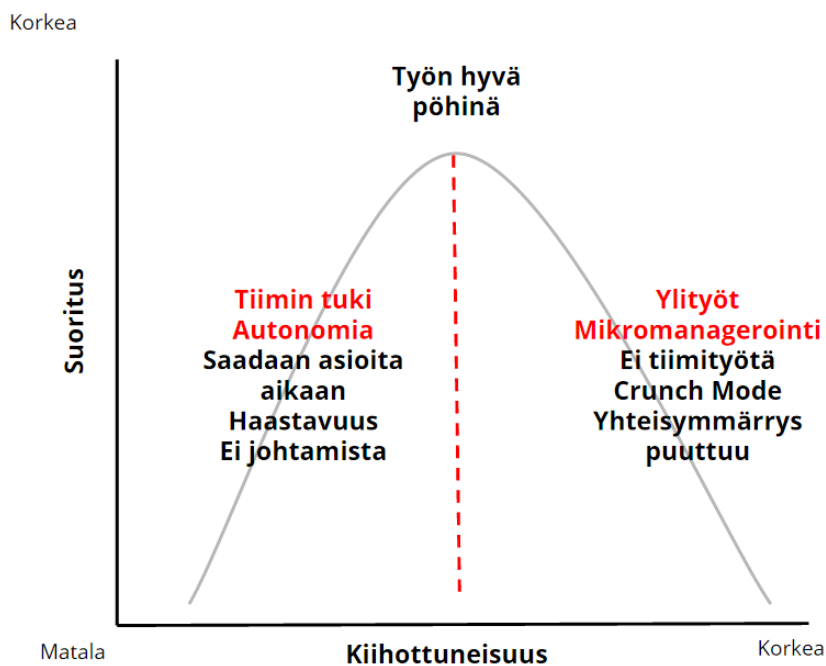 Korkea
Työn hyvä
pöhinä
Suoritus
Tiimin tuki
Autonomia
Saadaan asioita
aikaan
Haastavuus
Ei johtamista
Ylityöt
Mikromanagerointi
Ei tiimityötä
Crunch Mode
Yhteisymmärrys
puuttuu
Matala
Kiihottuneisuus
Korkea